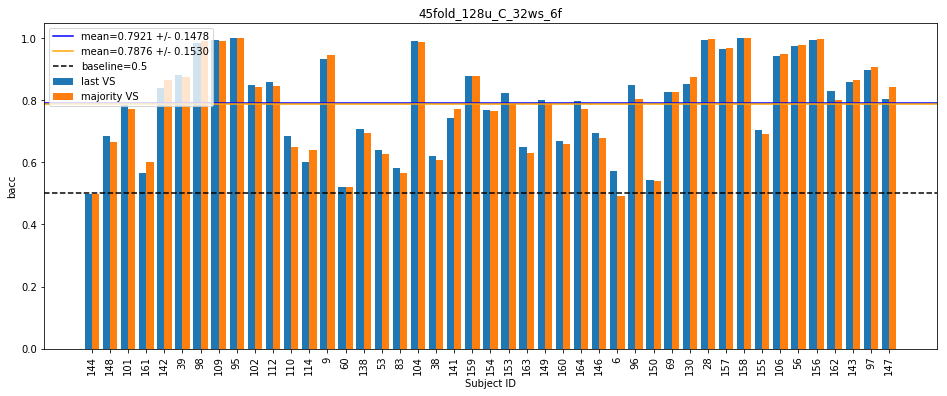 45fold_128u_C_32ws_6f
mean=0.7921 +/- 0.1478
mean=0.7876 +/- 0.1530
baseline=0.5
last VS
majority VS
bacc
1.0
0.8
0.6
0.4
0.2
0.0
144 148 101 161 142 39 98 109 95 102 112 110 114 9 60 138 53 83 104 38 141 159 154 153 163 149 160 164 146 6 96 150 69 130 28 157 158 155 106 56 156 162 143 97 147
Subject ID